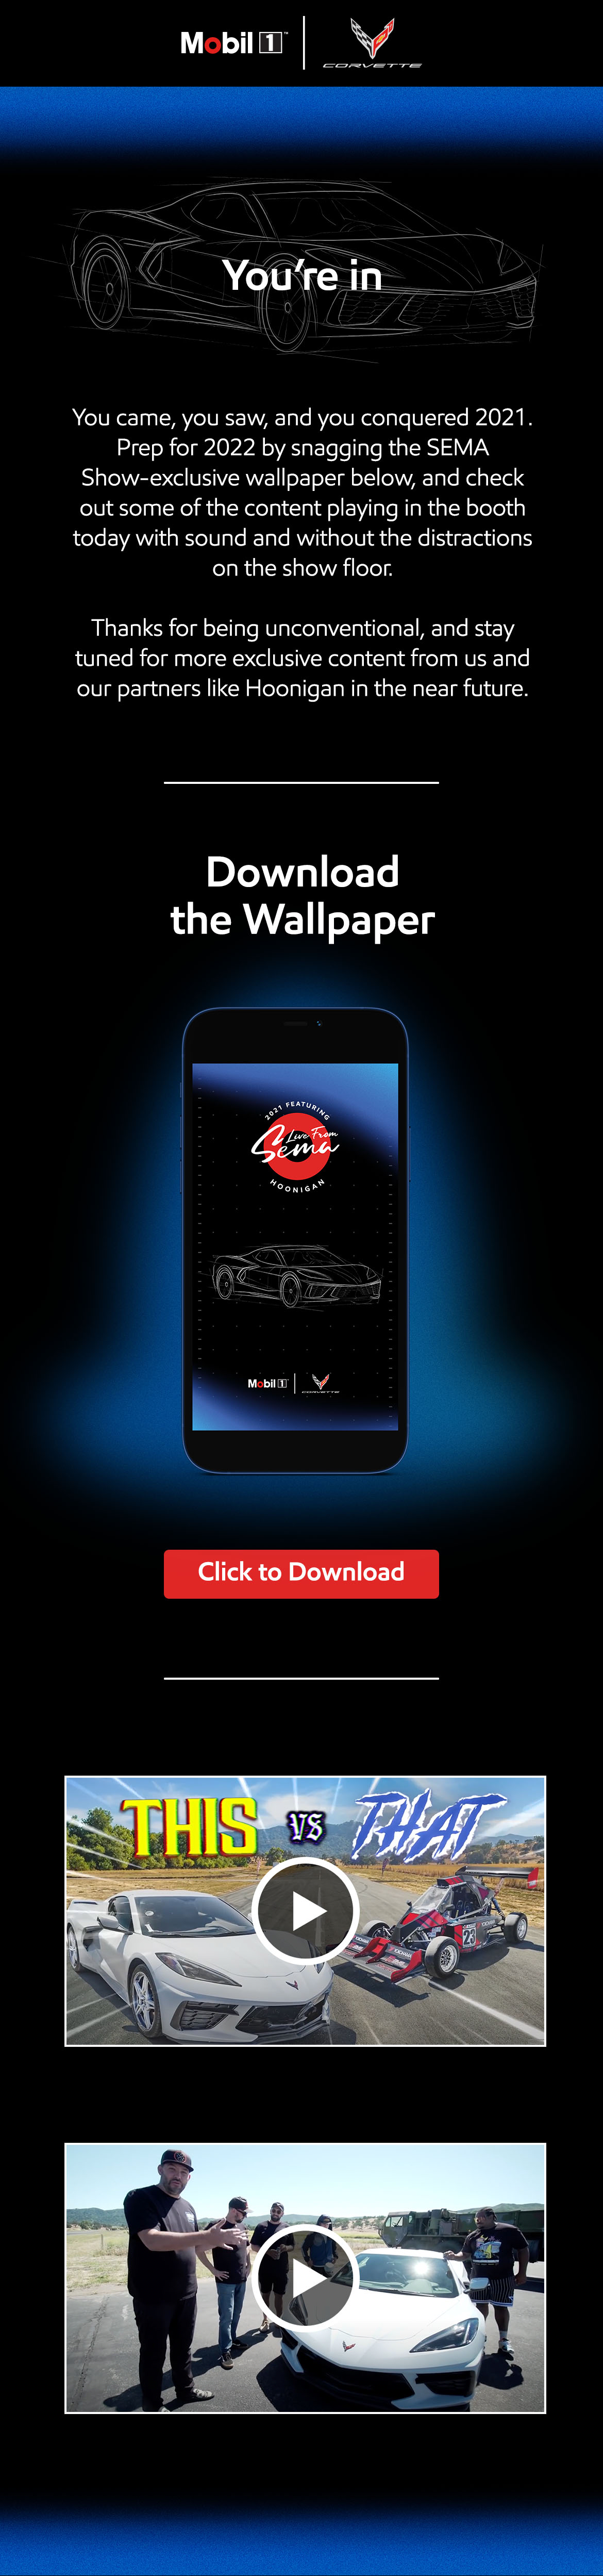 Mobil 1™
CORVETTE
You're in
You came, you saw, and you conquered 2021.
Prep for 2022 by snagging the SEMA
Show-exclusive wallpaper below, and check
out some of the content playing in the booth
today with sound and without the distractions
on the show floor.
Thanks for being unconventional, and stay
tuned for more exclusive content from us and
our partners like Hoonigan in the near future.
Download
the Wallpaper
2021 FEATURING
Live From
Sema
HOONIGAN
Mobil 1
CORVETTE
Click to Download
THIS VS THAT